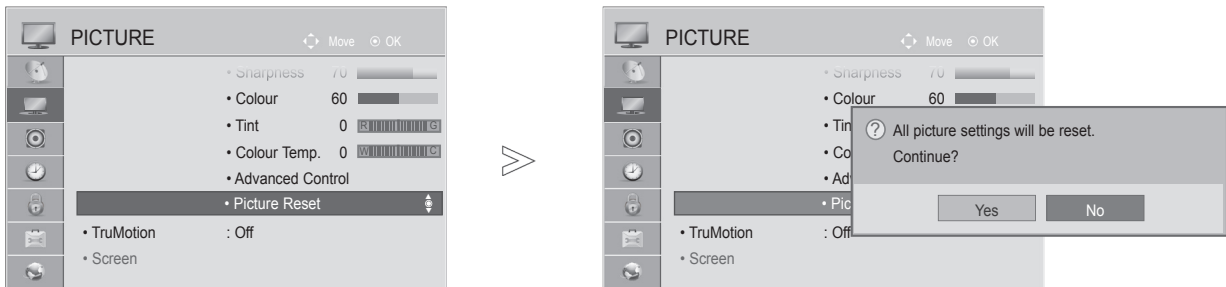 PICTURE
Move OK
• Sharpness 70
• Colour 60
• Tint 0 R G
• Colour Temp. 0 W C
• Advanced Control
• Picture Reset
• TruMotion : Off
• Screen
PICTURE
Move OK
• Sharpness 70
• Colour 60
• Tin
• Co
• Ad
• Pic
• TruMotion : Off
• Screen
? All picture settings will be reset.
Continue?
Yes No